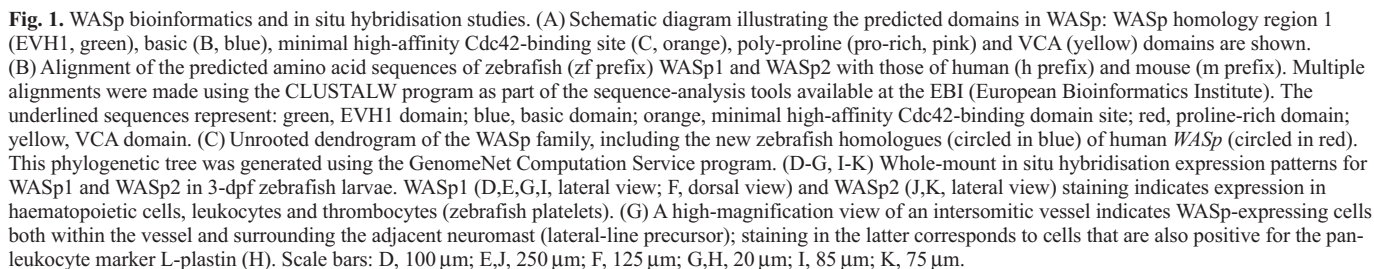 Fig. 1. WASp bioinformatics and in situ hybridisation studies. (A) Schematic diagram illustrating the predicted domains in WASp: WASp homology region 1
(EVH1, green), basic (B, blue), minimal high-affinity Cdc42-binding site (C, orange), poly-proline (pro-rich, pink) and VCA (yellow) domains are shown.
(B) Alignment of the predicted amino acid sequences of zebrafish (zf prefix) WASp1 and WASp2 with those of human (h prefix) and mouse (m prefix). Multiple
alignments were made using the CLUSTALW program as part of the sequence-analysis tools available at the EBI (European Bioinformatics Institute). The
underlined sequences represent: green, EVH1 domain; blue, basic domain; orange, minimal high-affinity Cdc42-binding domain site; red, proline-rich domain;
yellow, VCA domain. (C) Unrooted dendrogram of the WASp family, including the new zebrafish homologues (circled in blue) of human WASp (circled in red).
This phylogenetic tree was generated using the GenomeNet Computation Service program. (D-G, I-K) Whole-mount in situ hybridisation expression patterns for
WASp1 and WASp2 in 3-dpf zebrafish larvae. WASp1 (D,E,G,I, lateral view; F, dorsal view) and WASp2 (J,K, lateral view) staining indicates expression in
haematopoietic cells, leukocytes and thrombocytes (zebrafish platelets). (G) A high-magnification view of an intersomitic vessel indicates WASp-expressing cells
both within the vessel and surrounding the adjacent neuromast (lateral-line precursor); staining in the latter corresponds to cells that are also positive for the pan-
leukocyte marker L-plastin (H). Scale bars: D, 100 μm; E,J, 250 μm; F, 125 μm; G,H, 20 μm; I, 85 μm; K, 75 μm.